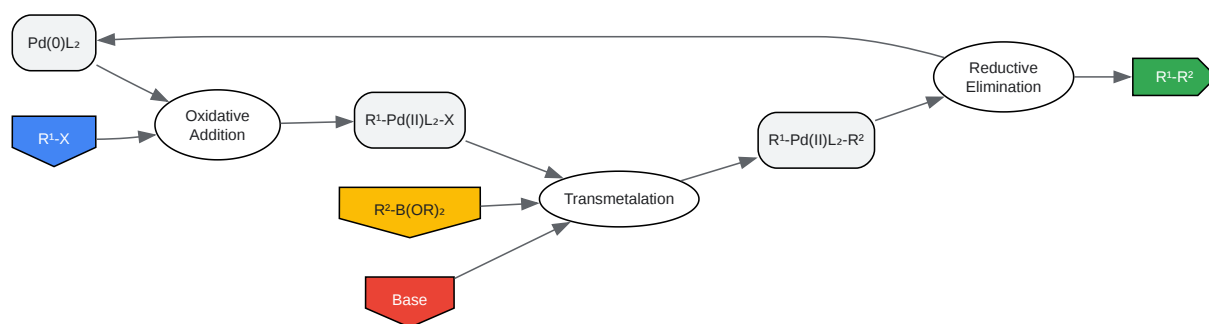 Pd(0)L₂
R¹-X
Oxidative
Addition
R¹-Pd(II)L₂-X
R²-B(OR)₂
Base
Transmetalation
R¹-Pd(II)L₂-R²
Reductive
Elimination
R¹-R²